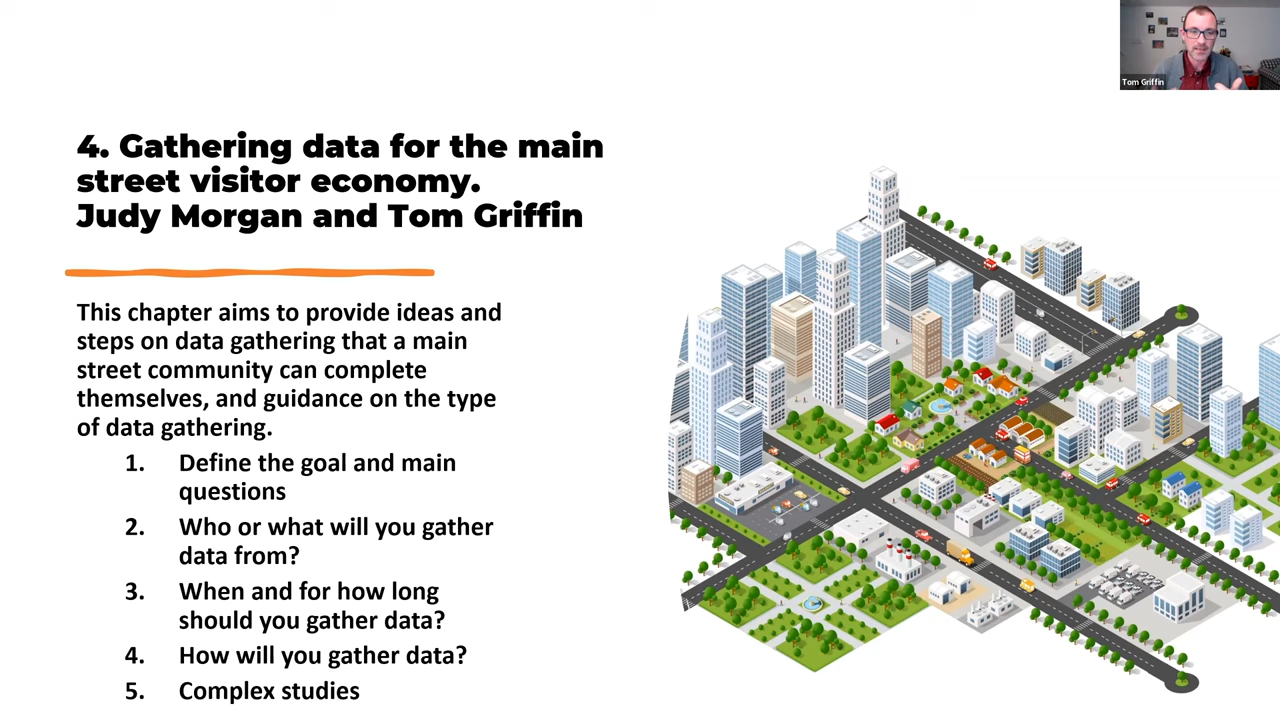 Tom Griffin
4. Gathering data for the main
street visitor economy.
Judy Morgan and Tom Griffin
This chapter aims to provide ideas and
steps on data gathering that a main
street community can complete
themselves, and guidance on the type
of data gathering.
1. Define the goal and main
questions
2. Who or what will you gather
data from?
3. When and for how long
should you gather data?
4. How will you gather data?
5. Complex studies